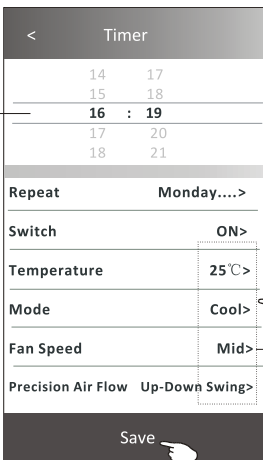 < Timer
14 17
15 18
16 : 19
17 20
18 21
Repeat Monday....>
Switch ON>
Temperature 25℃>
Mode Cool>
Fan Speed Mid>
Precision Air Flow Up-Down Swing>
Save